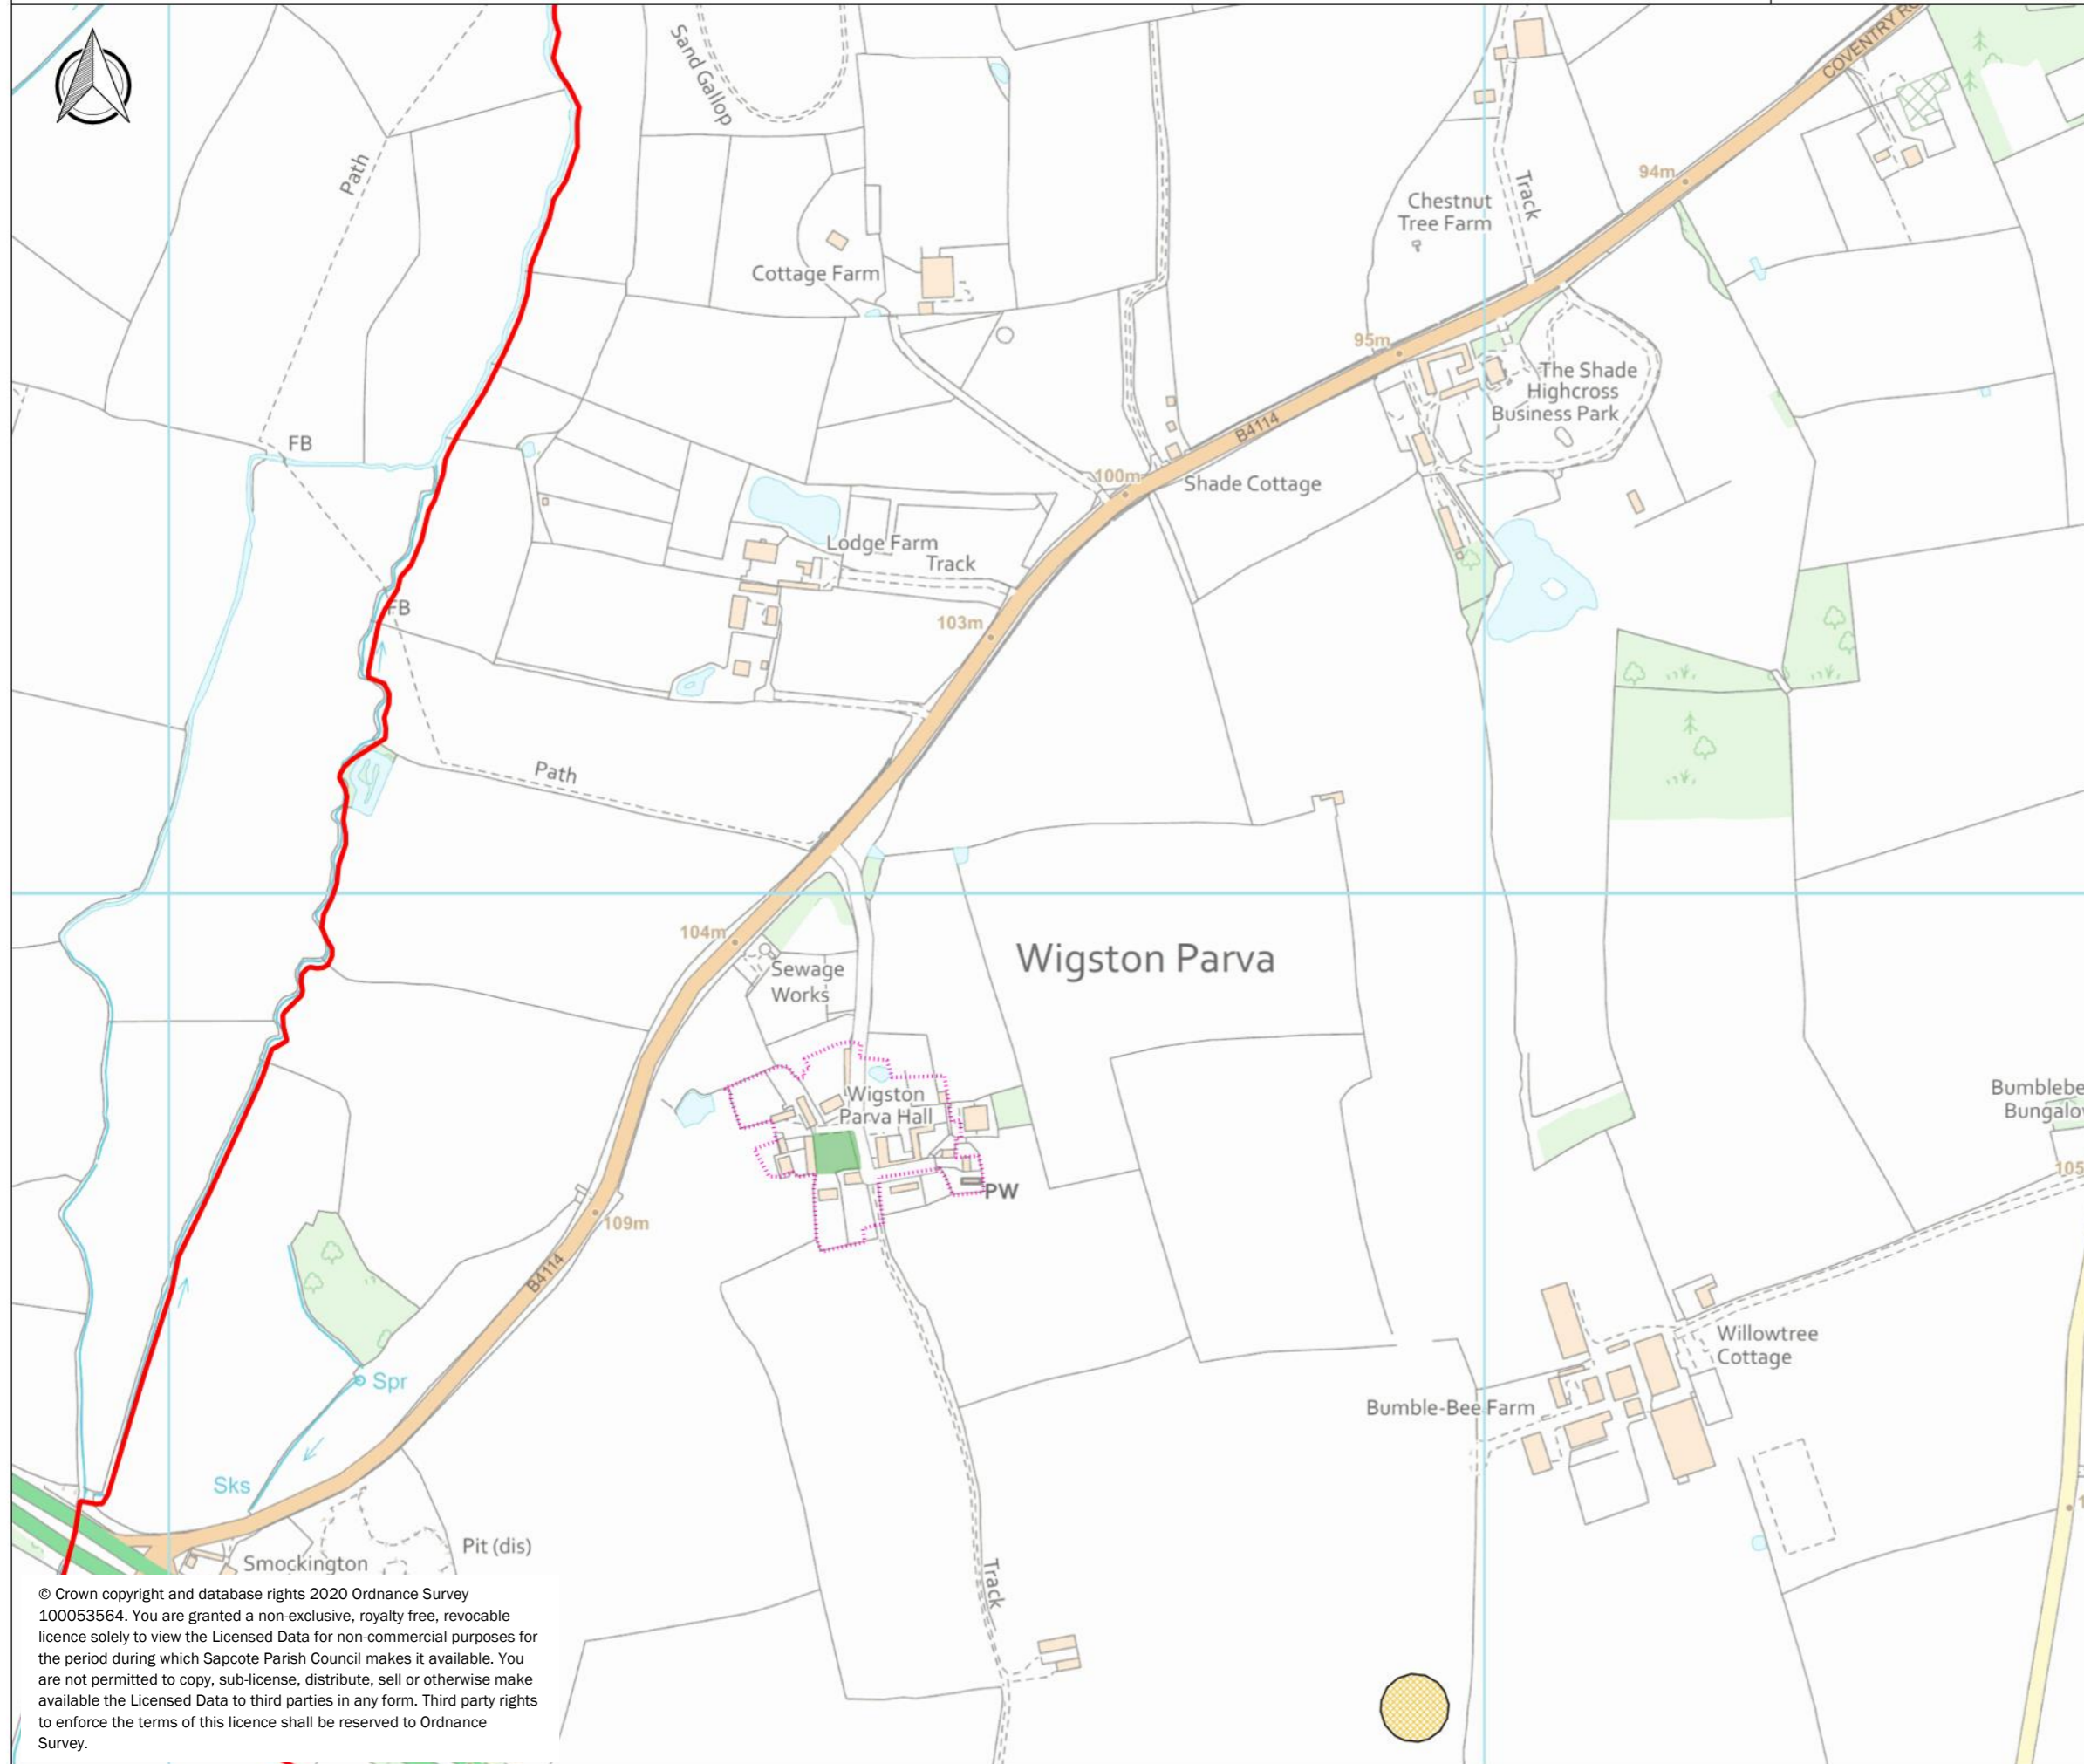 COVENTRY
Sand Gallop
Path
94m
Track
Chestnut
Tree Farm
Cottage Farm
95m
The Shade
Highcross
Business Park
B4114
FB
100m
Shade Cottage
Lodge Farm
Track
FB
103m
Path
104m
Wigston Parva
Sewage
Works
Wigston
Parva Hall
PW
109m
B4114
105
Willowtree
Cottage
Spr
Bumble-Bee Farm
Sks
Pit (dis)
Smockington
Track
© Crown copyright and database rights 2020 Ordnance Survey
100053564. You are granted a non-exclusive, royalty free, revocable
licence solely to view the Licensed Data for non-commercial purposes for
the period during which Sapcote Parish Council makes it available. You
are not permitted to copy, sub-license, distribute, sell or otherwise make
available the Licensed Data to third parties in any form. Third party rights
to enforce the terms of this licence shall be reserved to Ordnance
Survey.